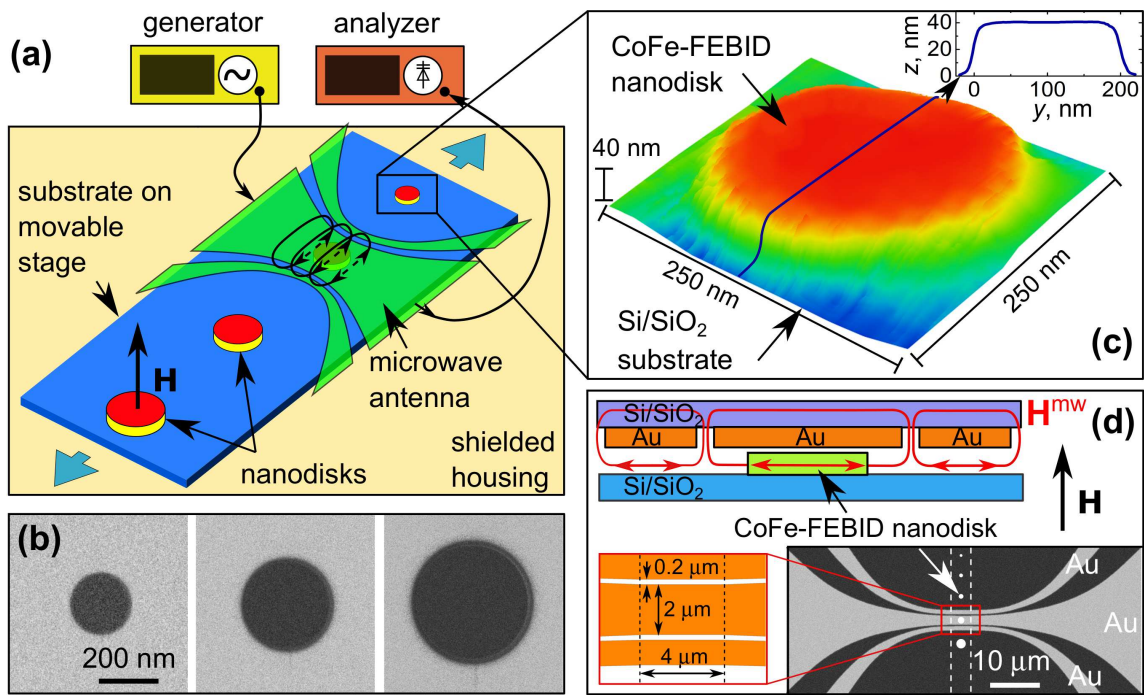 (a)
generator
analyzer
substrate on
movable
stage
H
microwave
antenna
nanodisks
shielded
housing
(b)
200 nm
CoFe-FEBID
nanodisk
z, nm
40
20
0
0
100
200
y, nm
40 nm
250 nm
250 nm
Si/SiO₂
substrate
(c)
Si/SiO₂
Hᵐʷ
(d)
Au
Au
Au
Si/SiO₂
H
CoFe-FEBID nanodisk
0.2 µm
2 µm
4 µm
Au
Au
Au
10 µm